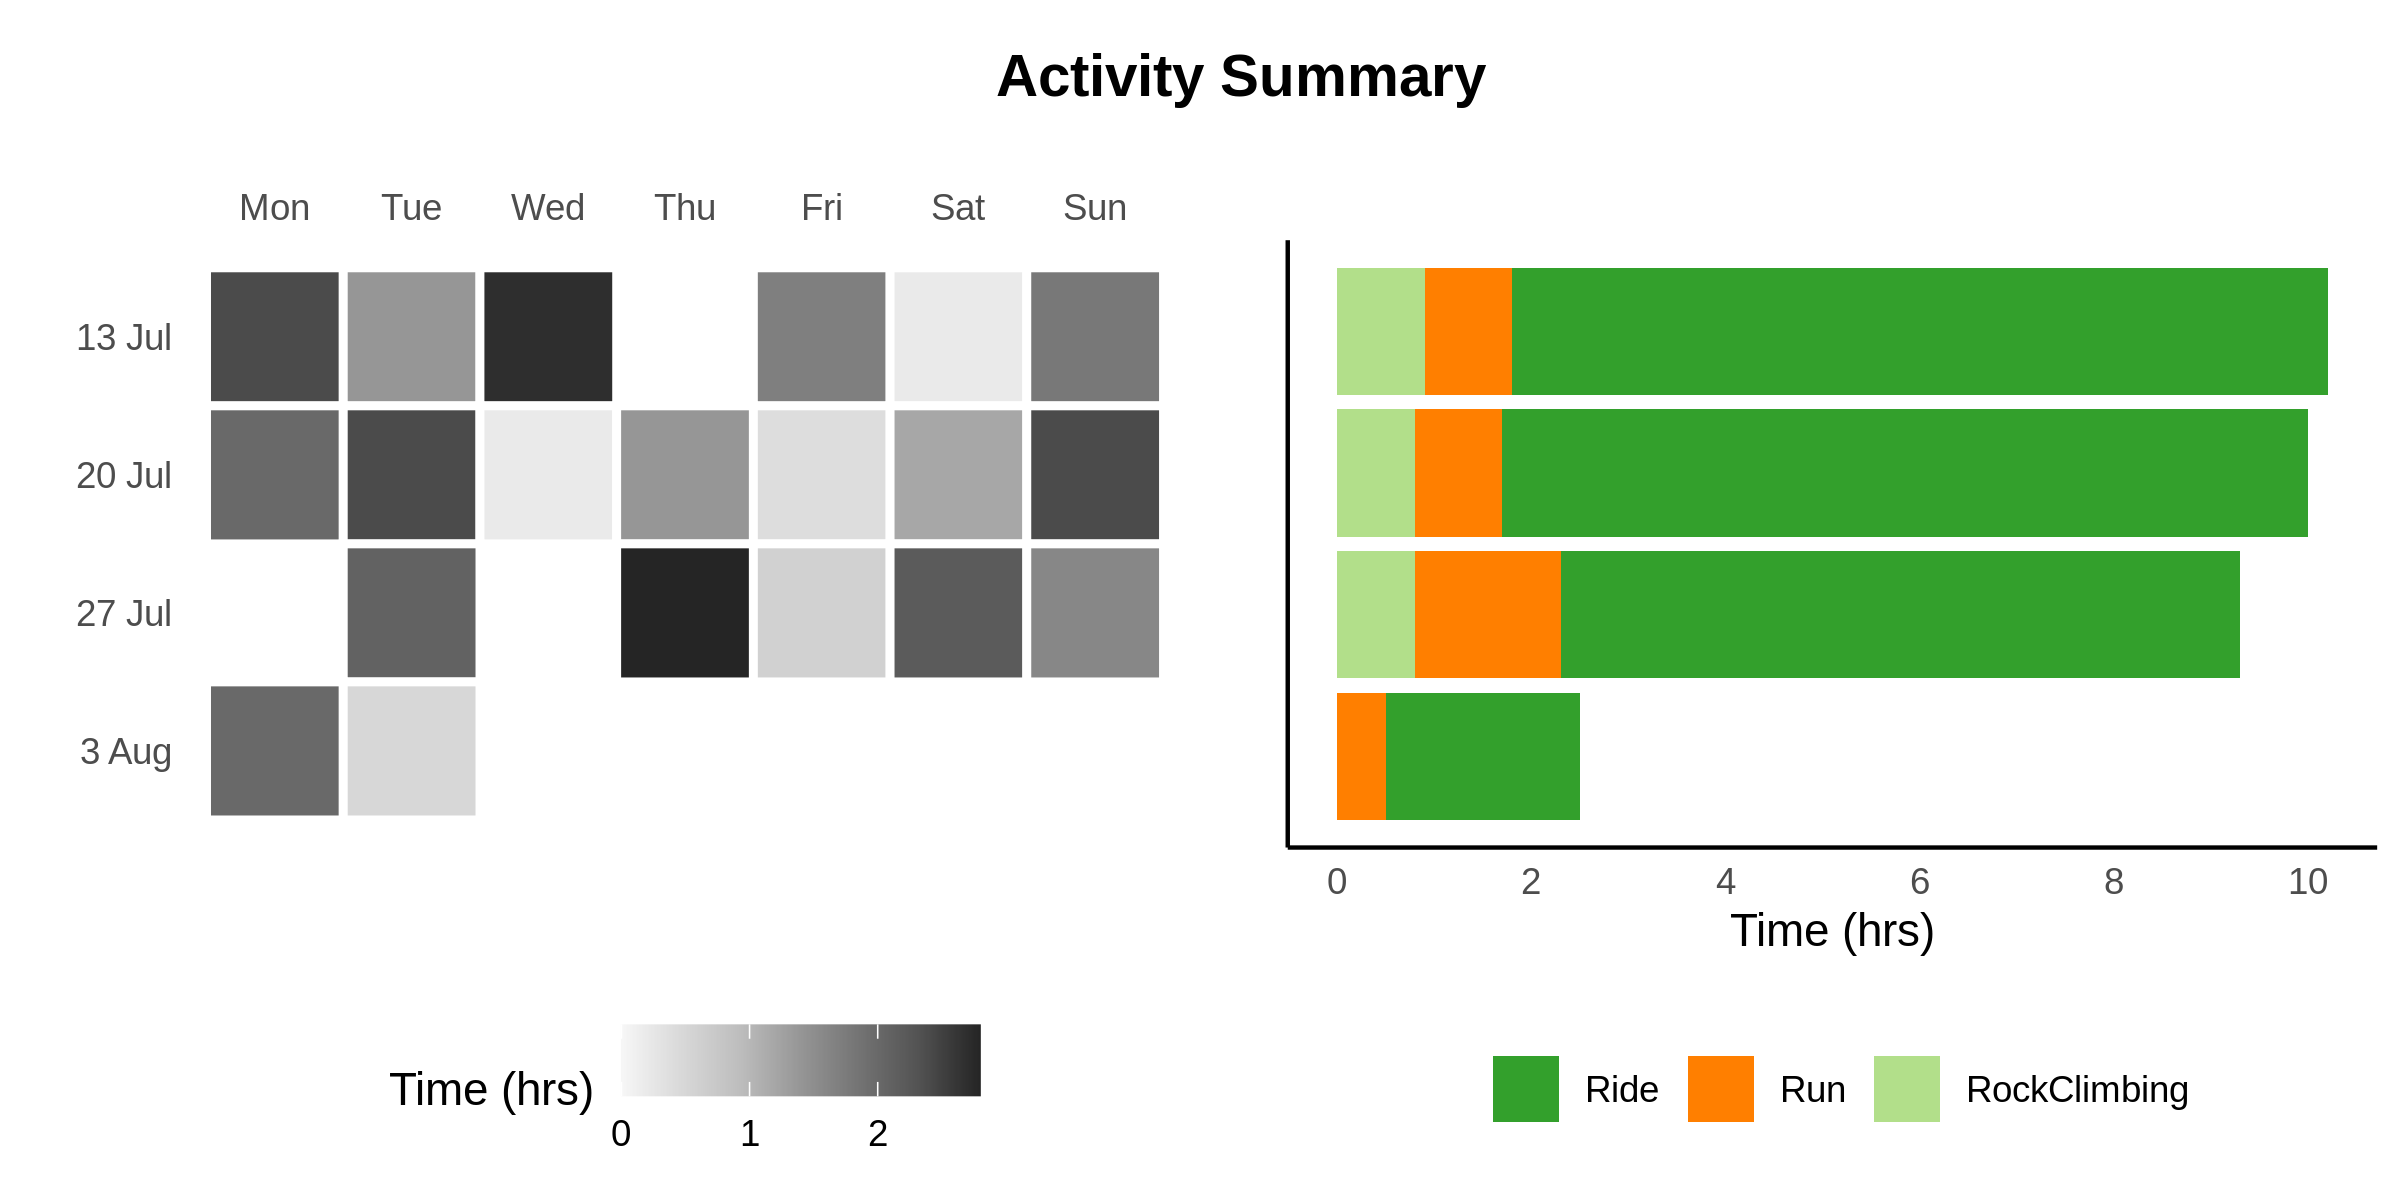 Activity Summary
Mon Tue Wed Thu Fri Sat Sun
13 Jul
20 Jul
27 Jul
3 Aug
0 2 4 6 8 10
Time (hrs)
Time (hrs)
0 1 2
Ride Run RockClimbing